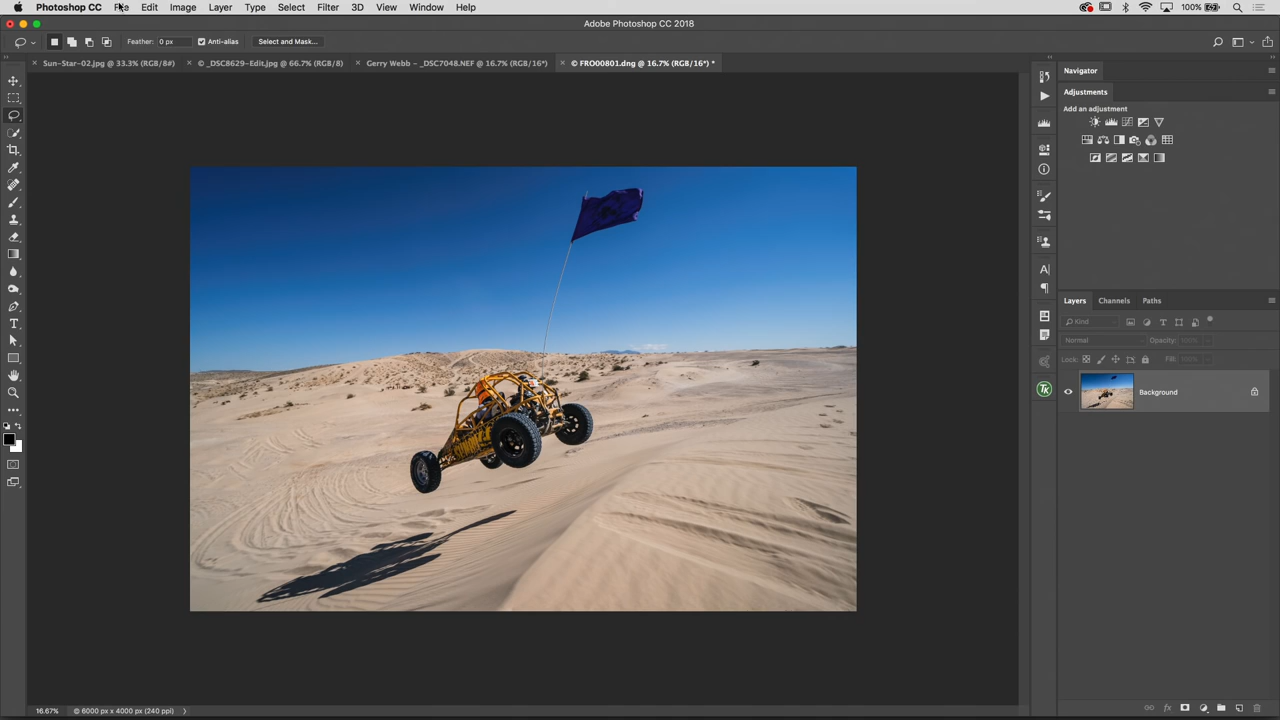 Photoshop CC File Edit Image Layer Type Select Filter 3D View Window Help 100%
Adobe Photoshop CC 2018
Feather: 0 px Anti-alias Select and Mask...
Sun-Star-02.jpg @ 33.3% (RGB/8#) © _DSC8629-Edit.jpg @ 66.7% (RGB/8) Gerry Webb - _DSC7048.NEF @ 16.7% (RGB/16*) © FRO00801.dng @ 16.7% (RGB/16*) *
Navigator
Adjustments
Add an adjustment
Layers Channels Paths
Kind
Normal Opacity: 100%
Lock: Fill: 100%
Background
16.67% © 6000 px x 4000 px (240 ppi)